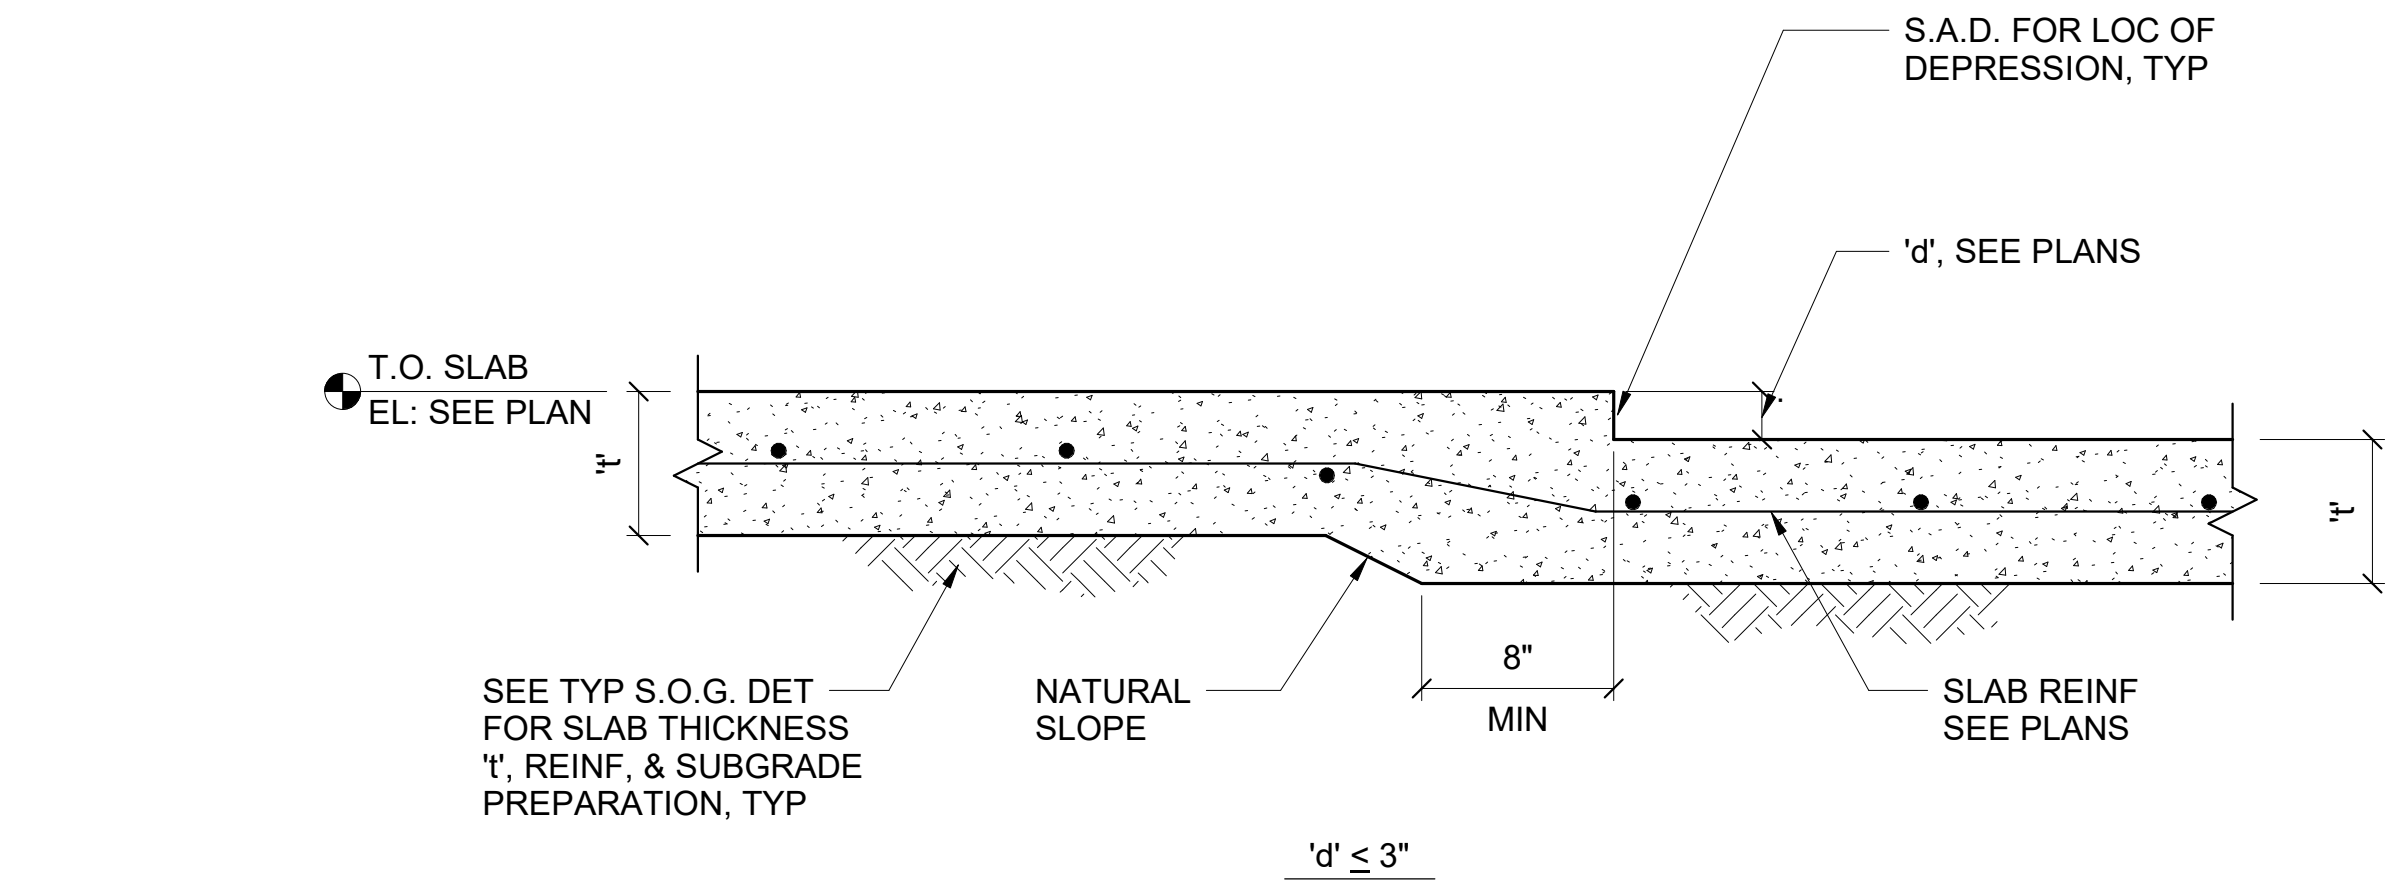 S.A.D. FOR LOC OF
DEPRESSION, TYP
'd', SEE PLANS
T.O. SLAB
EL: SEE PLAN
't'
't'
8"
MIN
SEE TYP S.O.G. DET
FOR SLAB THICKNESS
't', REINF, & SUBGRADE
PREPARATION, TYP
NATURAL
SLOPE
SLAB REINF
SEE PLANS
'd' ≤ 3"